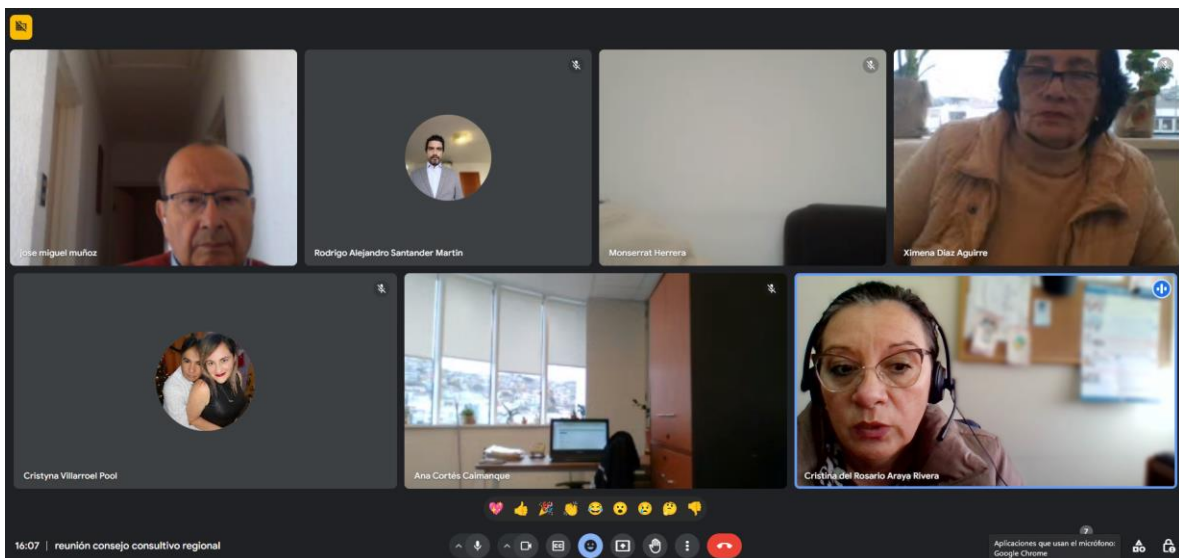 jose miguel muñoz
Rodrigo Alejandro Santander Martin
Monserrat Herrera
Ximena Diaz Aguirre
Cristyna Villarroel Pool
Ana Cortés Caimanque
Cristina del Rosario Araya Rivera
7
16:07 | reunión consejo consultivo regional
Aplicaciones que usan el micrófono:
Google Chrome